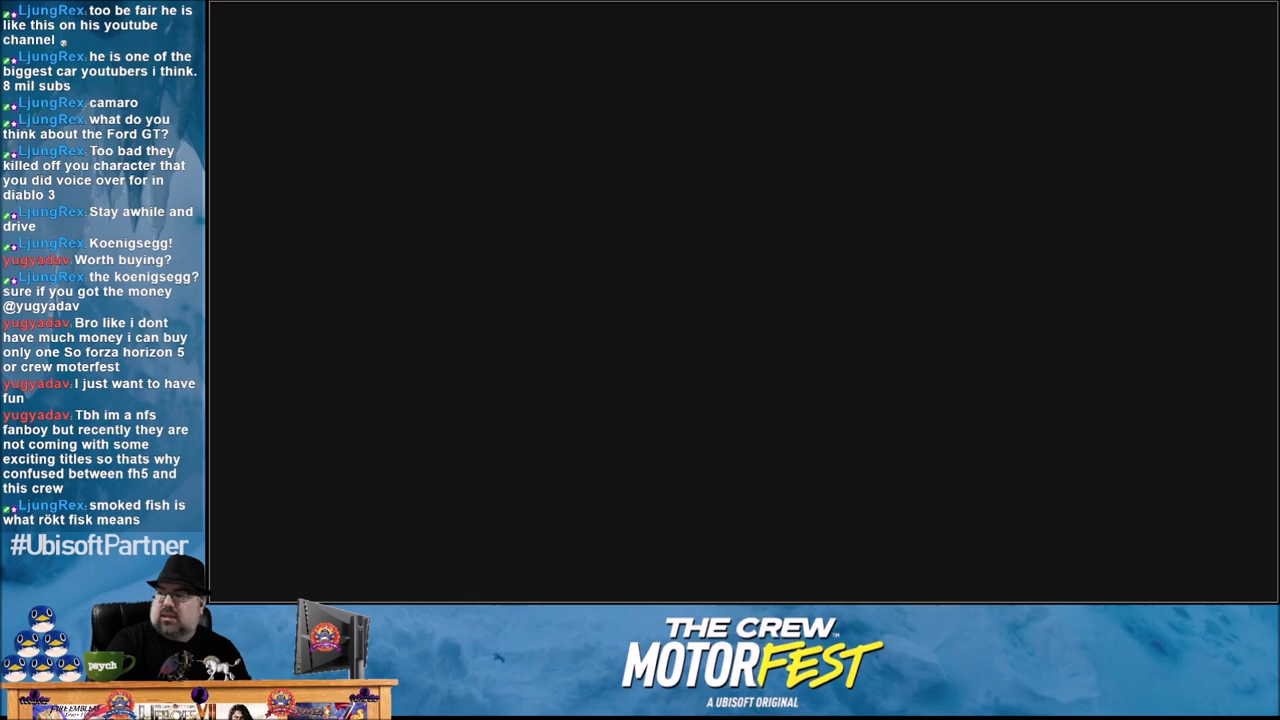 LjungRex: too be fair he is
like this on his youtube
channel
LjungRex: he is one of the
biggest car youtubers i think.
8 mil subs
LjungRex: camaro
LjungRex: what do you
think about the Ford GT?
LjungRex: Too bad they
killed off you character that
you did voice over for in
diablo 3
LjungRex: Stay awhile and
drive
LjungRex: Koenigsegg!
yugyadav: Worth buying?
LjungRex: the koenigsegg?
sure if you got the money
@yugyadav
yugyadav: Bro like i dont
have much money i can buy
only one So forza horizon 5
or crew moterfest
yugyadav: I just want to have
fun
yugyadav: Tbh im a nfs
fanboy but recently they are
not coming with some
exciting titles so thats why
confused between fh5 and
this crew
LjungRex: smoked fish is
what rökt fisk means
#UbisoftPartner
psych
FIRE EMBLEM
HEROES
THE CREW™
MOTORFEST
A UBISOFT ORIGINAL